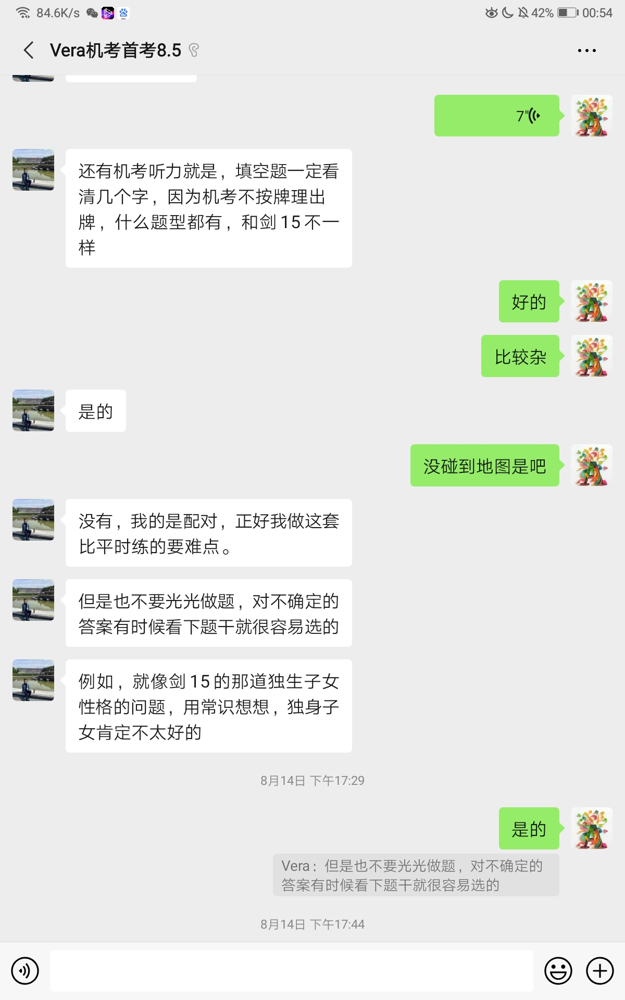 84.6K/s 42% 00:54
Vera机考首考8.5
7"
还有机考听力就是，填空题一定看
清几个字，因为机考不按牌理出
牌，什么题型都有，和剑15不一
样
好的
比较杂
是的
没碰到地图是吧
没有，我的是配对，正好我做这套
比平时练的要难点。
但是也不要光光做题，对不确定的
答案有时候看下题干就很容易选的
例如，就像剑15的那道独生子女
性格的问题，用常识想想，独身子
女肯定不太好的
8月14日 下午17:29
是的
Vera：但是也不要光光做题，对不确定的
答案有时候看下题干就很容易选的
8月14日 下午17:44